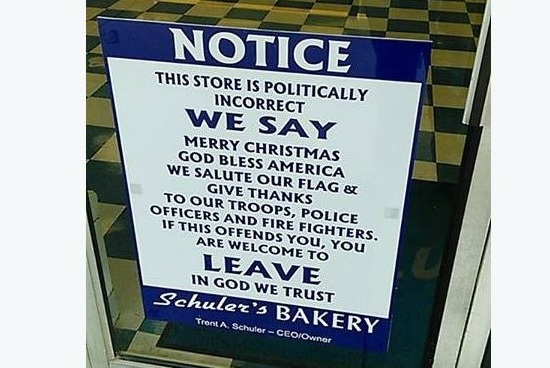 NOTICE
THIS STORE IS POLITICALLY
INCORRECT
WE SAY
MERRY CHRISTMAS
GOD BLESS AMERICA
WE SALUTE OUR FLAG &
GIVE THANKS
TO OUR TROOPS, POLICE
OFFICERS AND FIRE FIGHTERS.
IF THIS OFFENDS YOU, YOU
ARE WELCOME TO
LEAVE
IN GOD WE TRUST
Schuler's BAKERY
Trent A. Schuler – CEO/Owner